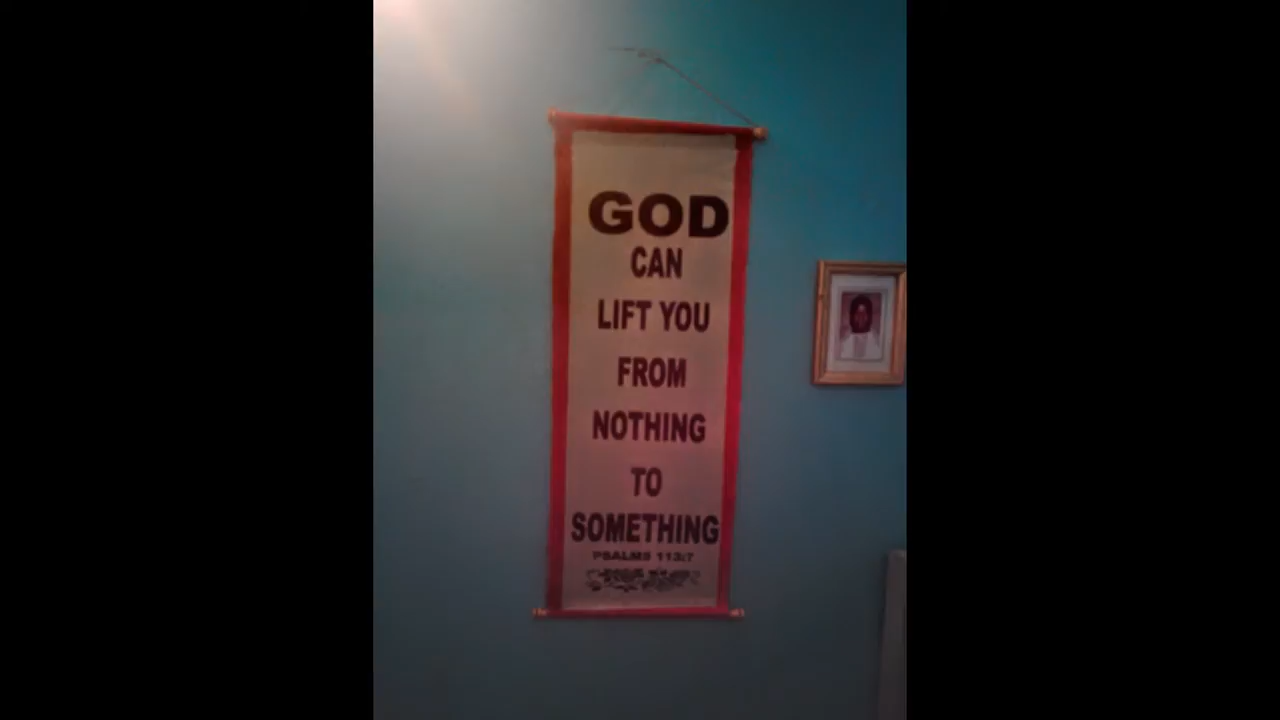 GOD
CAN
LIFT YOU
FROM
NOTHING
TO
SOMETHING
PSALMS 113:7